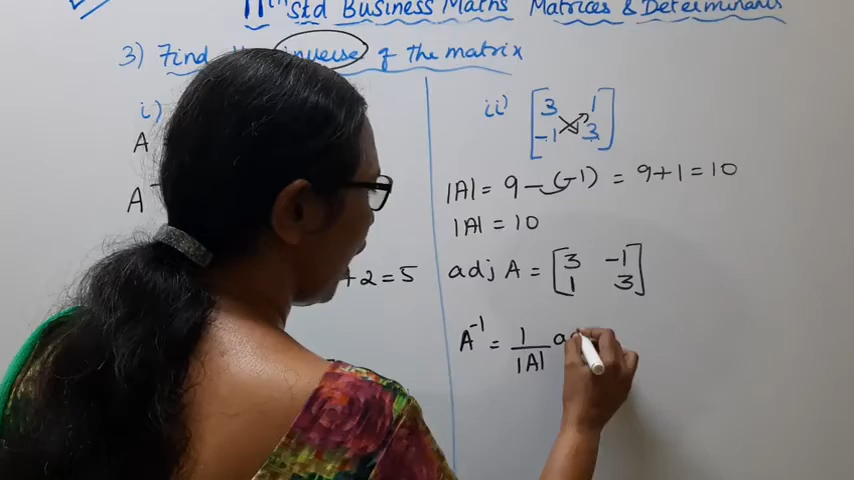 11th Std Business Maths Matrices & Determinants
3) Find inverse of the matrix
i)
A
A
+2=5
ii) [3 1
-1 3]
|A| = 9-(-1) = 9+1=10
|A| = 10
adj A = [3 -1
1 3]
A⁻¹ = 1/|A|